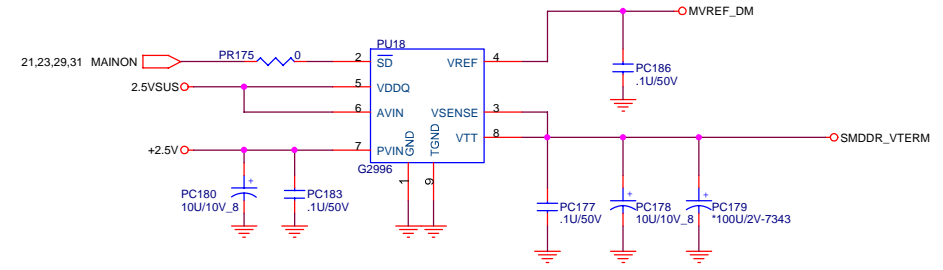 MVREF_DM
PU18
21,23,29,31 MAINON
PR175 0
2 SD VREF 4
PC186
.1U/50V
2.5VSUS
5 VDDQ
6 AVIN VSENSE 3
VTT 8
SMDDR_VTERM
+2.5V
7 PVIN GND TGND
G2996
1 9
PC180
10U/10V_8
PC183
.1U/50V
PC177
.1U/50V
PC178
10U/10V_8
PC179
*100U/2V-7343
+ + +